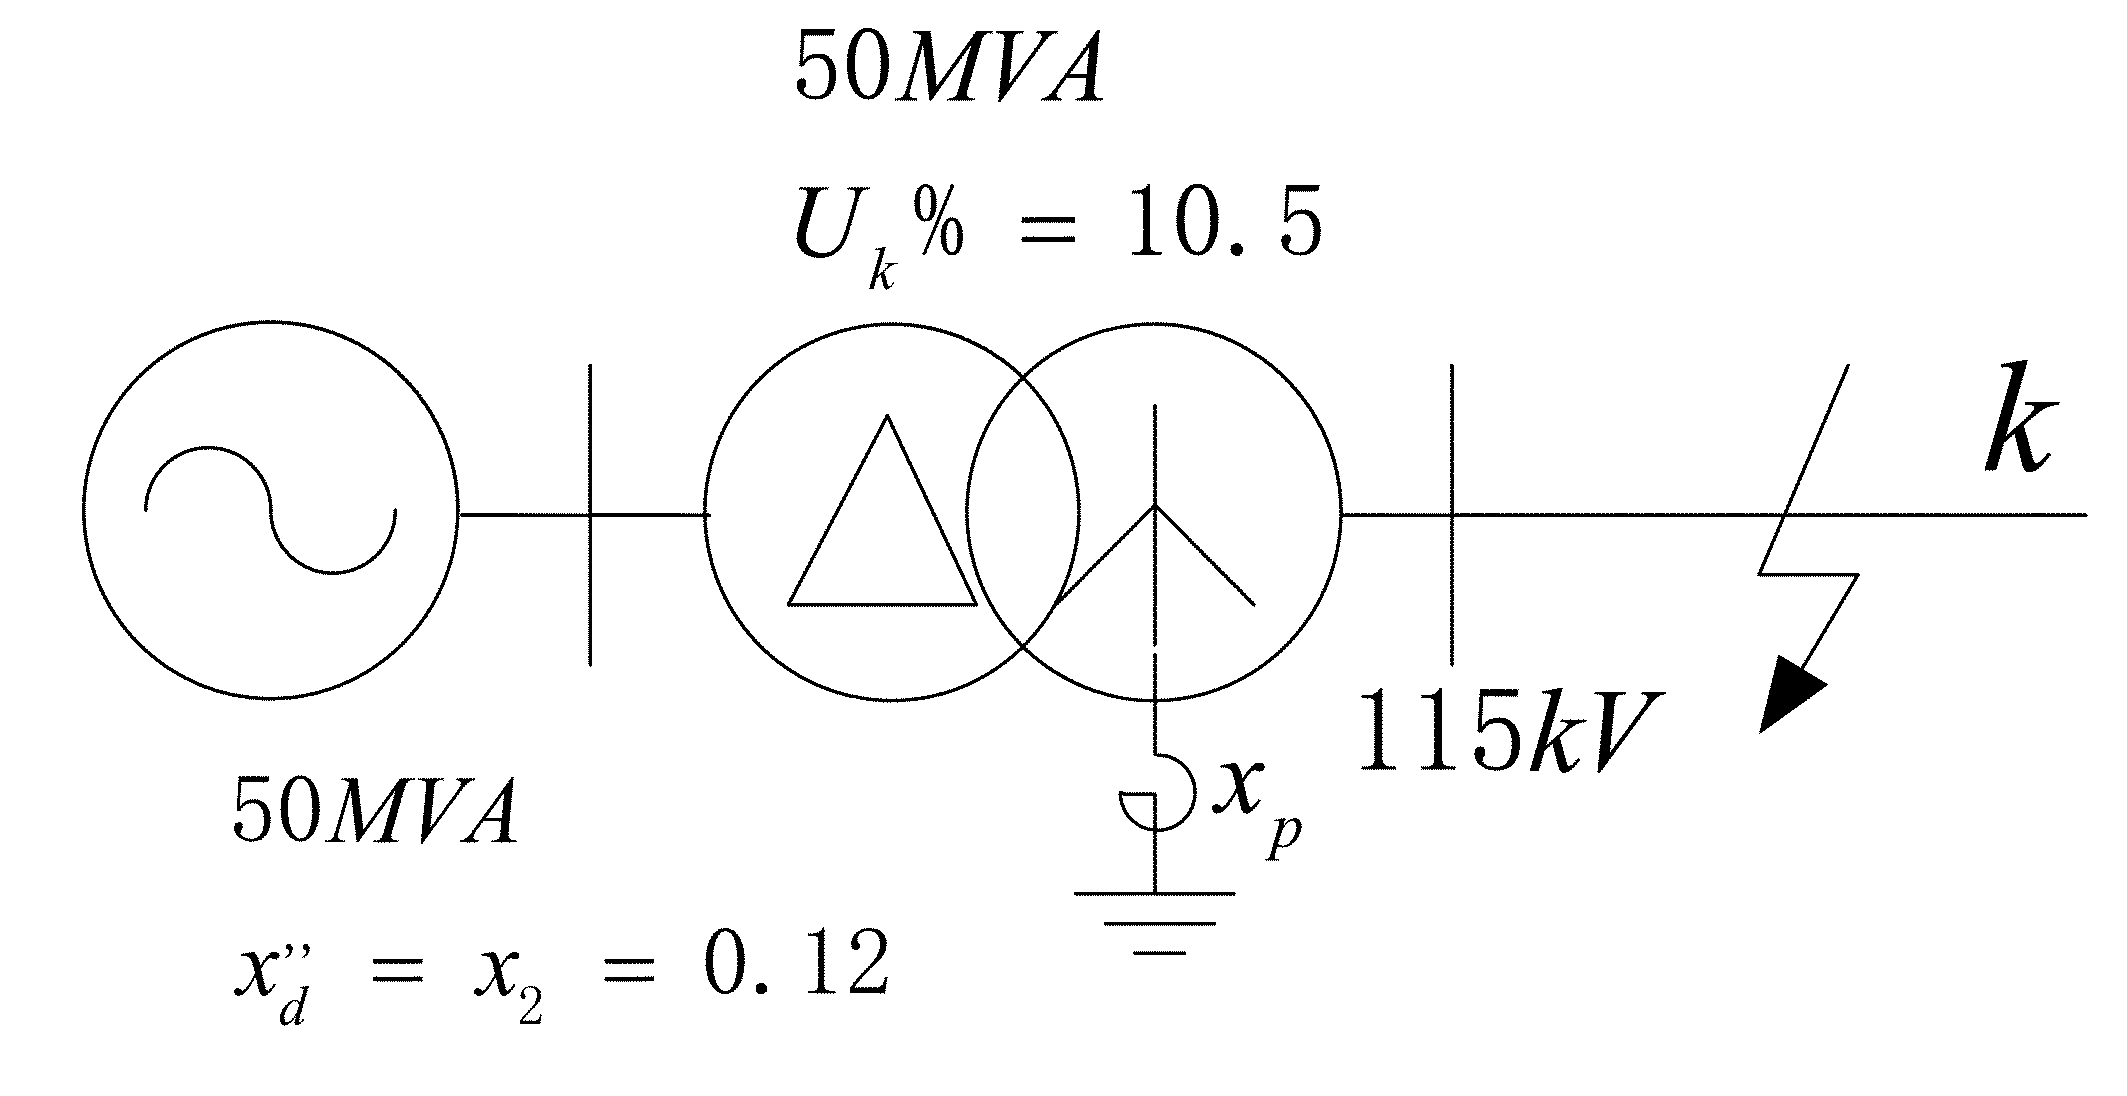 50MVA
U_k% = 10.5
k
115kV
x_p
50MVA
x''_d = x_2 = 0.12